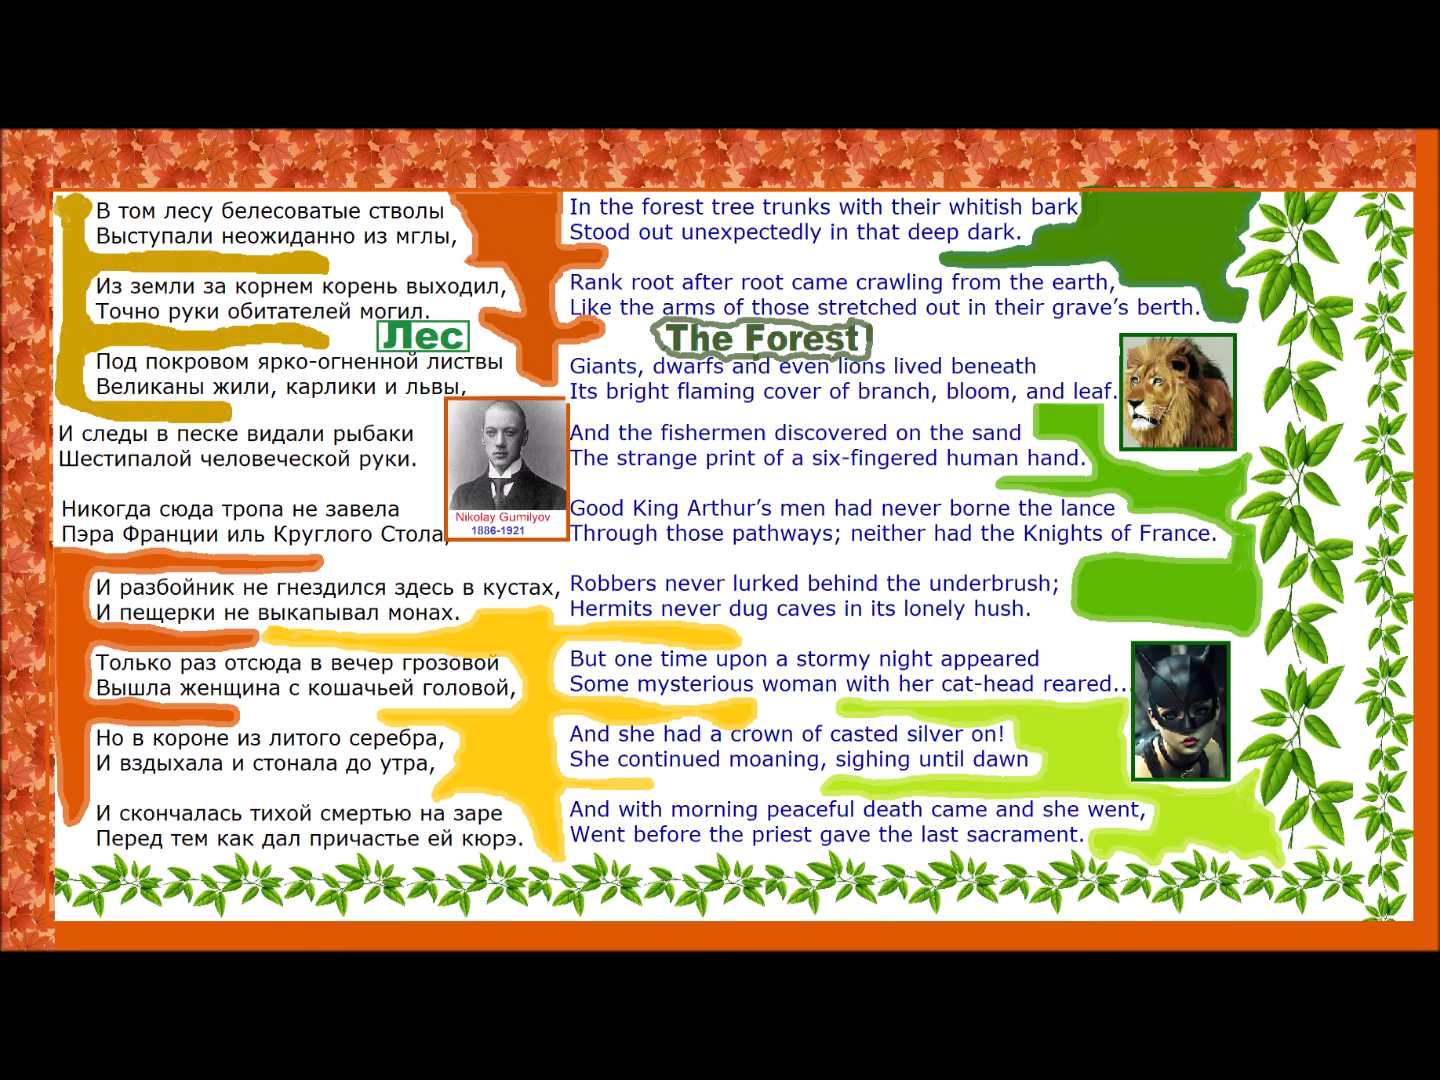 Лес
В том лесу белесоватые стволы
Выступали неожиданно из мглы,
Из земли за корнем корень выходил,
Точно руки обитателей могил.
Под покровом ярко-огненной листвы
Великаны жили, карлики и львы,
И следы в песке видали рыбаки
Шестипалой человеческой руки.
Никогда сюда тропа не завела
Пэра Франции иль Круглого Стола,
И разбойник не гнездился здесь в кустах,
И пещерки не выкапывал монах.
Только раз отсюда в вечер грозовой
Вышла женщина с кошачьей головой,
Но в короне из литого серебра,
И вздыхала и стонала до утра,
И скончалась тихой смертью на заре
Перед тем как дал причастье ей кюрэ.
Nikolay Gumilyov
1886-1921
The Forest
In the forest tree trunks with their whitish bark
Stood out unexpectedly in that deep dark.
Rank root after root came crawling from the earth,
Like the arms of those stretched out in their grave’s berth.
Giants, dwarfs and even lions lived beneath
Its bright flaming cover of branch, bloom, and leaf.
And the fishermen discovered on the sand
The strange print of a six-fingered human hand.
Good King Arthur’s men had never borne the lance
Through those pathways; neither had the Knights of France.
Robbers never lurked behind the underbrush;
Hermits never dug caves in its lonely hush.
But one time upon a stormy night appeared
Some mysterious woman with her cat-head reared...
And she had a crown of casted silver on!
She continued moaning, sighing until dawn
And with morning peaceful death came and she went,
Went before the priest gave the last sacrament.